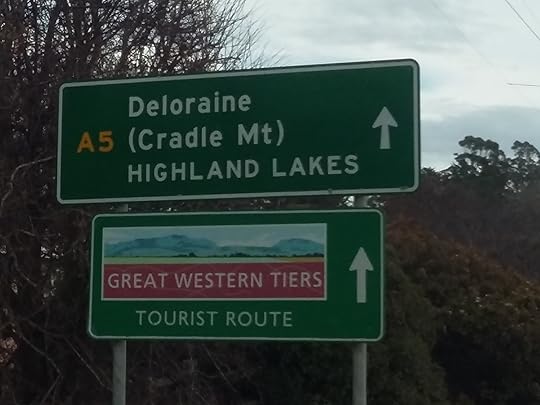 Deloraine
A5 (Cradle Mt)
HIGHLAND LAKES
GREAT WESTERN TIERS
TOURIST ROUTE